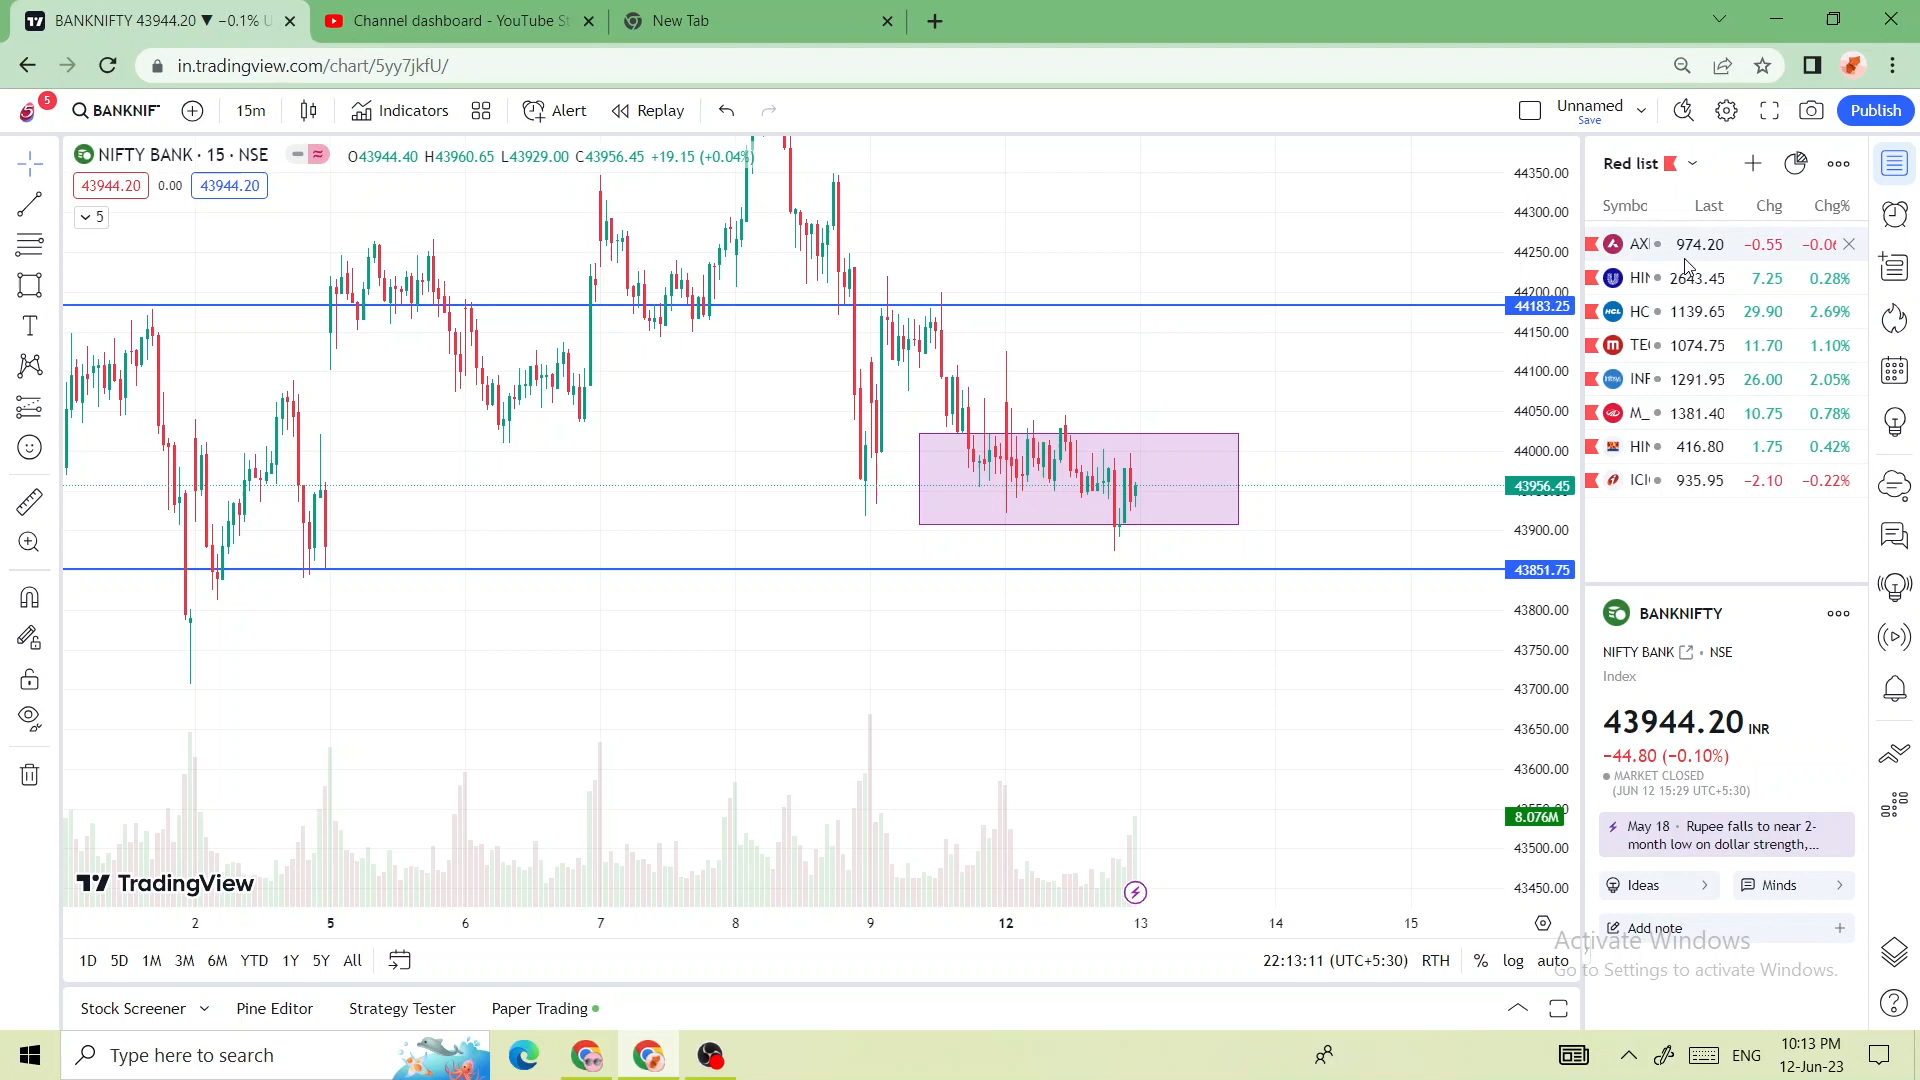 BANKNIFTY 43944.20 ▼ −0.1% U
Channel dashboard - YouTube St
New Tab
in.tradingview.com/chart/5yy7jkfU/
5
BANKNIF
15m
Indicators
Alert
Replay
Unnamed
Save
Publish
NIFTY BANK · 15 · NSE
O43944.40 H43960.65 L43929.00 C43956.45 +19.15 (+0.04%)
43944.20 0.00 43944.20
5
44350.00
44300.00
44250.00
44200.00
44183.25
44150.00
44100.00
44050.00
44000.00
43956.45
43900.00
43851.75
43800.00
43750.00
43700.00
43650.00
43600.00
8.076M
43500.00
43450.00
TradingView
2 5 6 7 8 9 12 13 14 15
1D 5D 1M 3M 6M YTD 1Y 5Y All
22:13:11 (UTC+5:30) RTH % log auto
Stock Screener Pine Editor Strategy Tester Paper Trading
Red list
Symbo Last Chg Chg%
AXI 974.20 −0.55 −0.06
HIN 2643.45 7.25 0.28%
HC 1139.65 29.90 2.69%
TE 1074.75 11.70 1.10%
INF 1291.95 26.00 2.05%
M_ 1381.40 10.75 0.78%
HIN 416.80 1.75 0.42%
ICI 935.95 −2.10 −0.22%
BANKNIFTY
NIFTY BANK • NSE
Index
43944.20 INR
−44.80 (−0.10%)
MARKET CLOSED
(JUN 12 15:29 UTC+5:30)
May 18 · Rupee falls to near 2-
month low on dollar strength,...
Ideas Minds
Add note
Activate Windows
Go to Settings to activate Windows.
Type here to search
ENG
10:13 PM
12-Jun-23